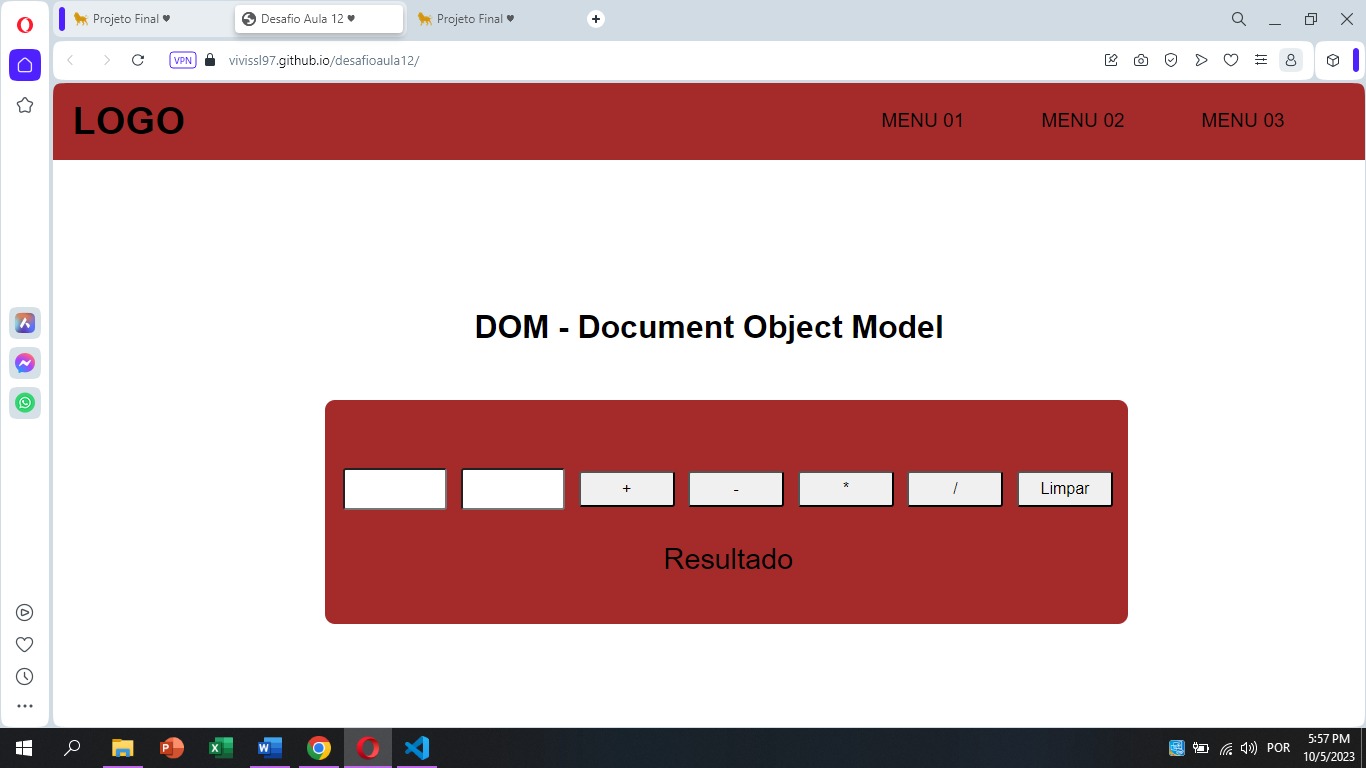 Projeto Final ♥
Desafio Aula 12 ♥
Projeto Final ♥
VPN
vivissl97.github.io/desafioaula12/
LOGO
MENU 01
MENU 02
MENU 03
DOM - Document Object Model
+
-
*
/
Limpar
Resultado
POR
5:57 PM
10/5/2023